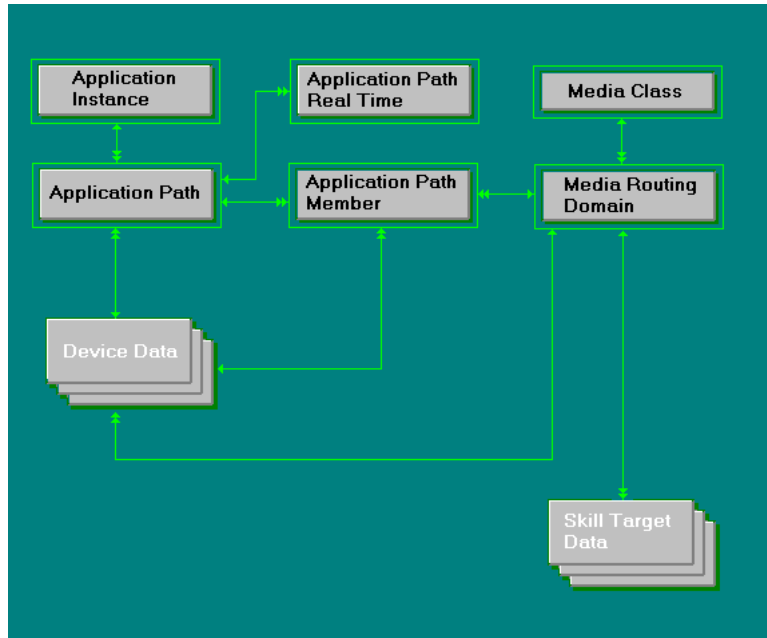 Application
Instance
Application Path
Real Time
Media Class
Application Path
Application Path
Member
Media Routing
Domain
Device Data
Skill Target
Data